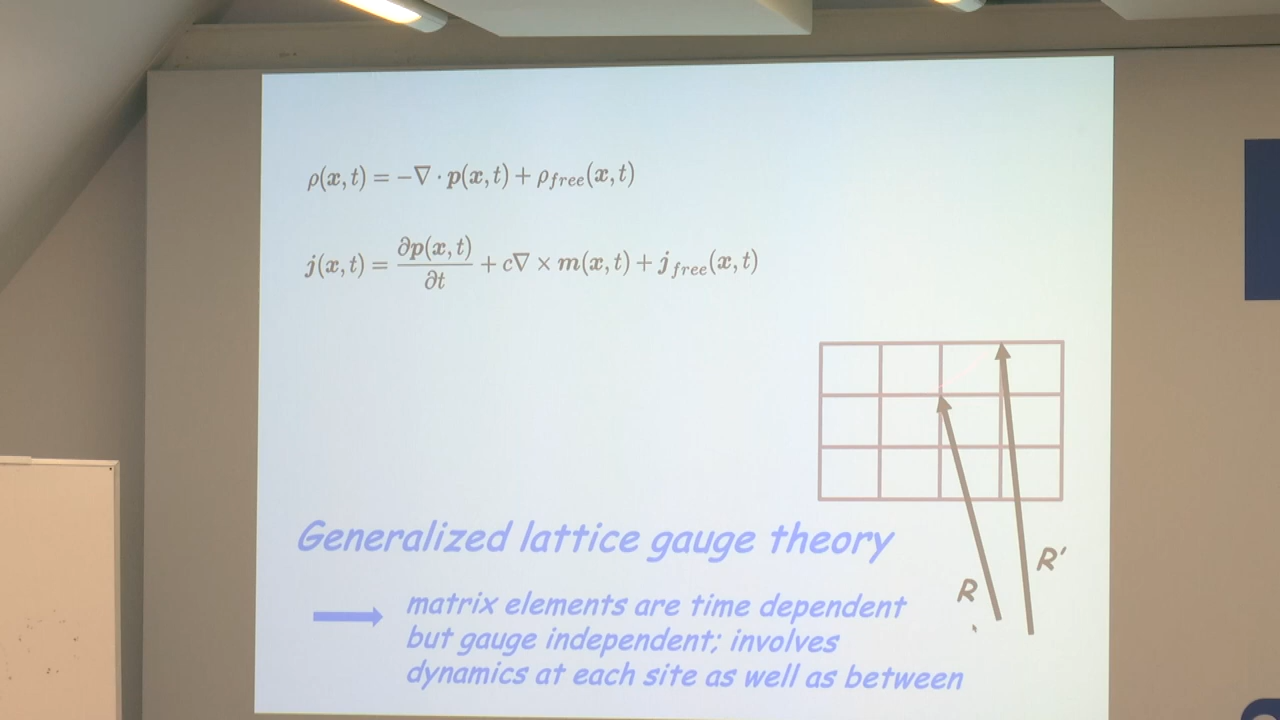 ρ(x,t) = −∇ · p(x,t) + ρ_free(x,t)
j(x,t) = ∂p(x,t)/∂t + c∇ × m(x,t) + j_free(x,t)
R'
R
Generalized lattice gauge theory
matrix elements are time dependent
but gauge independent; involves
dynamics at each site as well as between